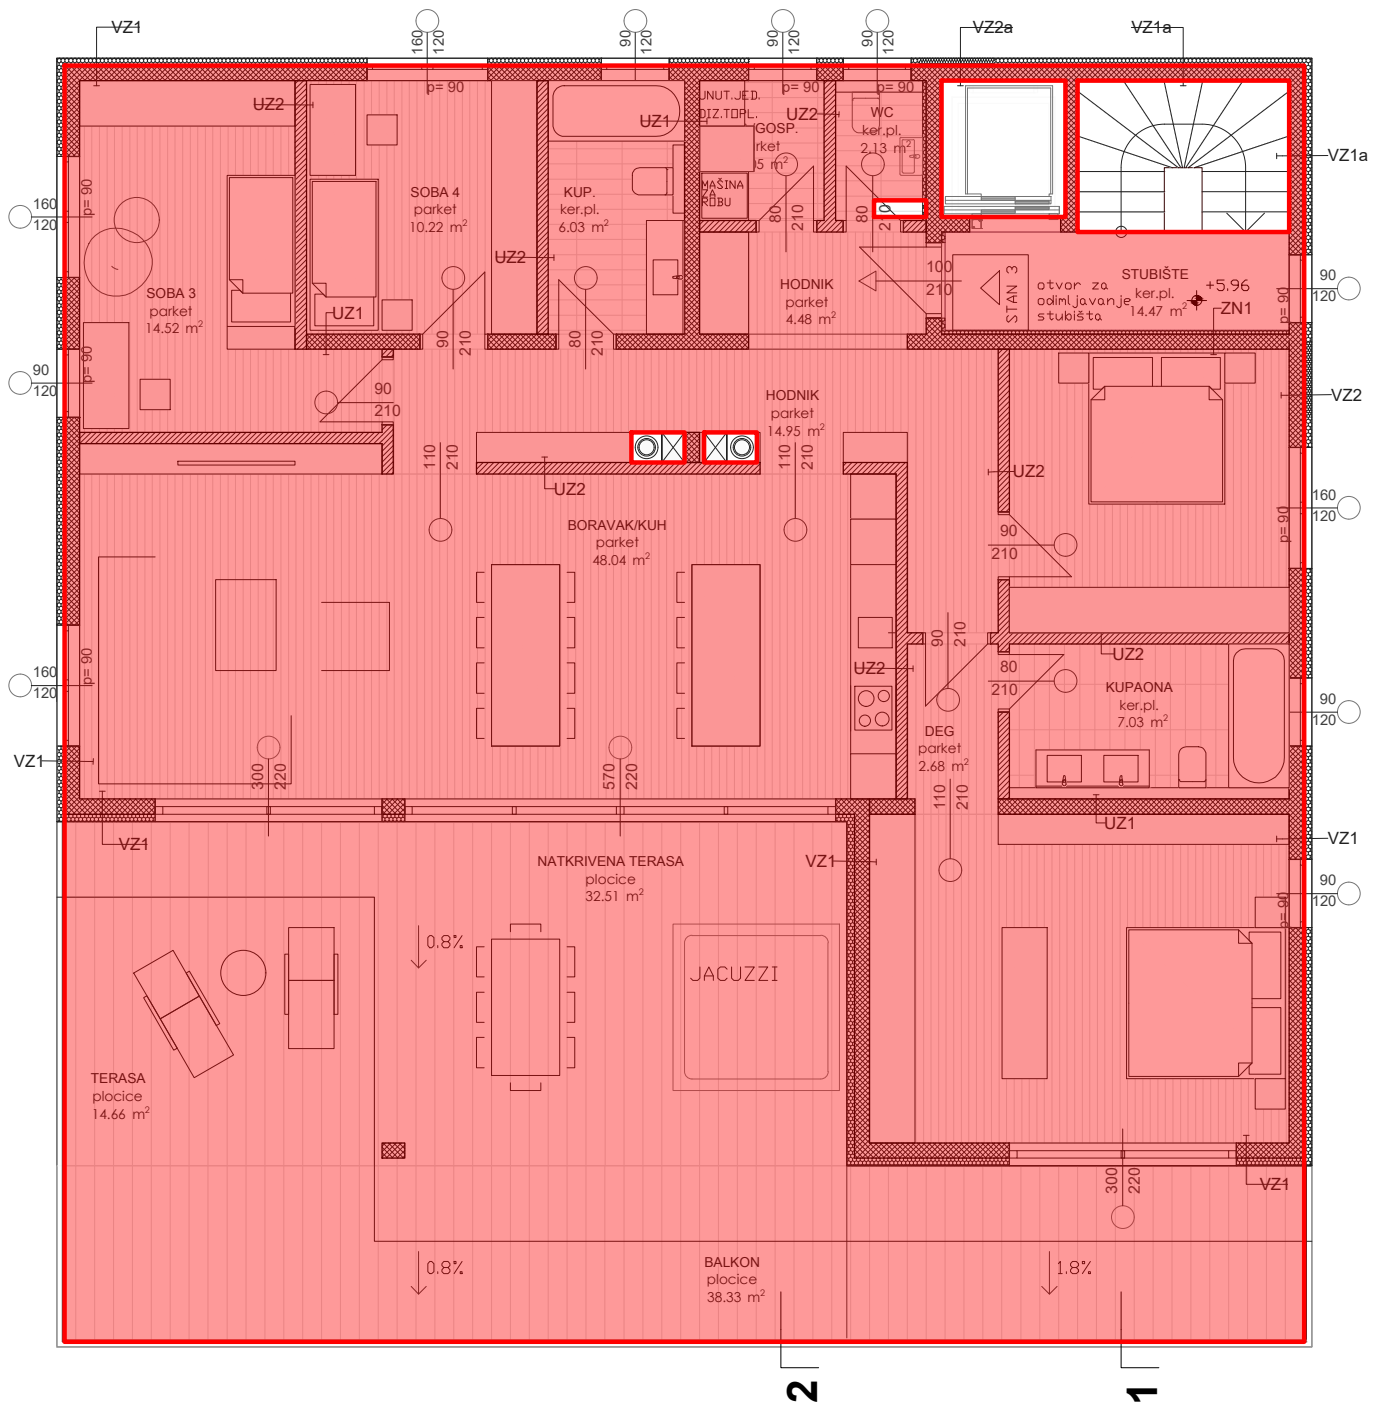 VZ1
160
120
90
120
90
120
90
120
VZ2a
VZ1a
p= 90
p= 90
p= 90
UZ2
UZ1
UNUT.JED.
DIZ.TOPL.
GOSP.
UZ2
WC
ker.pl.
2.13 m²
MAŠINA
ZA
ROBU
VZ1a
p= 90
160
120
SOBA 4
parket
10.22 m²
KUP.
ker.pl.
6.03 m²
80
210
80
210
UZ2
SOBA 3
parket
14.52 m²
UZ1
HODNIK
parket
4.48 m²
100
210
STAN 3
otvor za
odimljavanje
stubišta
STUBIŠTE
ker.pl.
14.47 m²
+5.96
ZN1
p= 90
90
120
90
210
80
210
p= 90
90
120
90
210
HODNIK
parket
14.95 m²
VZ2
110
210
110
210
UZ2
UZ2
BORAVAK/KUH
parket
48.04 m²
90
210
p= 90
160
120
p= 90
160
120
90
210
UZ2
80
210
UZ2
KUPAONA
ker.pl.
7.03 m²
90
120
VZ1
300
220
570
220
DEG
parket
2.68 m²
110
210
UZ1
VZ1
VZ1
VZ1
NATKRIVENA TERASA
plocice
32.51 m²
p= 90
90
120
0.8%
JACUZZI
TERASA
plocice
14.66 m²
300
220
VZ1
0.8%
BALKON
plocice
38.33 m²
1.8%
2
1